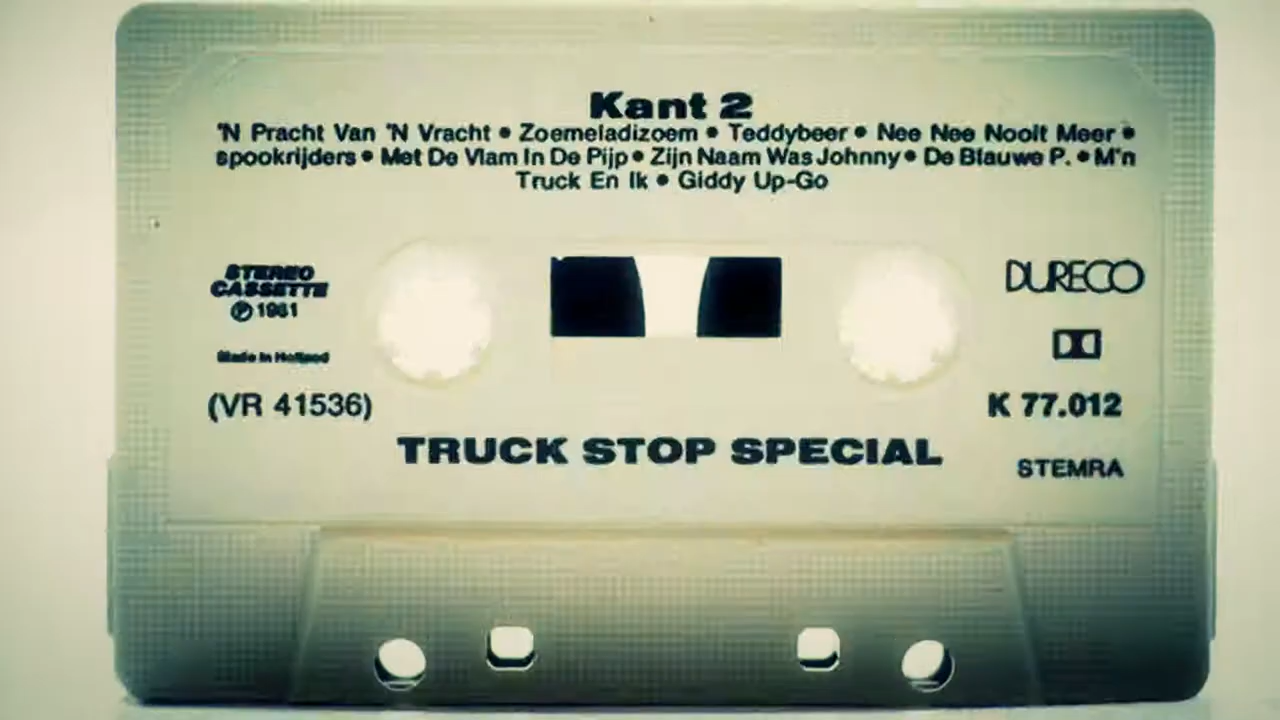 Kant 2
'N Pracht Van 'N Vracht • Zoemeladizoem • Teddybeer • Nee Nee Nooit Meer •
spookrijders • Met De Vlam In De Pijp • Zijn Naam Was Johnny • De Blauwe P. • M'n
Truck En Ik • Giddy Up-Go
STEREO
CASSETTE
℗ 1981
Made in Holland
(VR 41536)
DURECO
K 77.012
TRUCK STOP SPECIAL
STEMRA